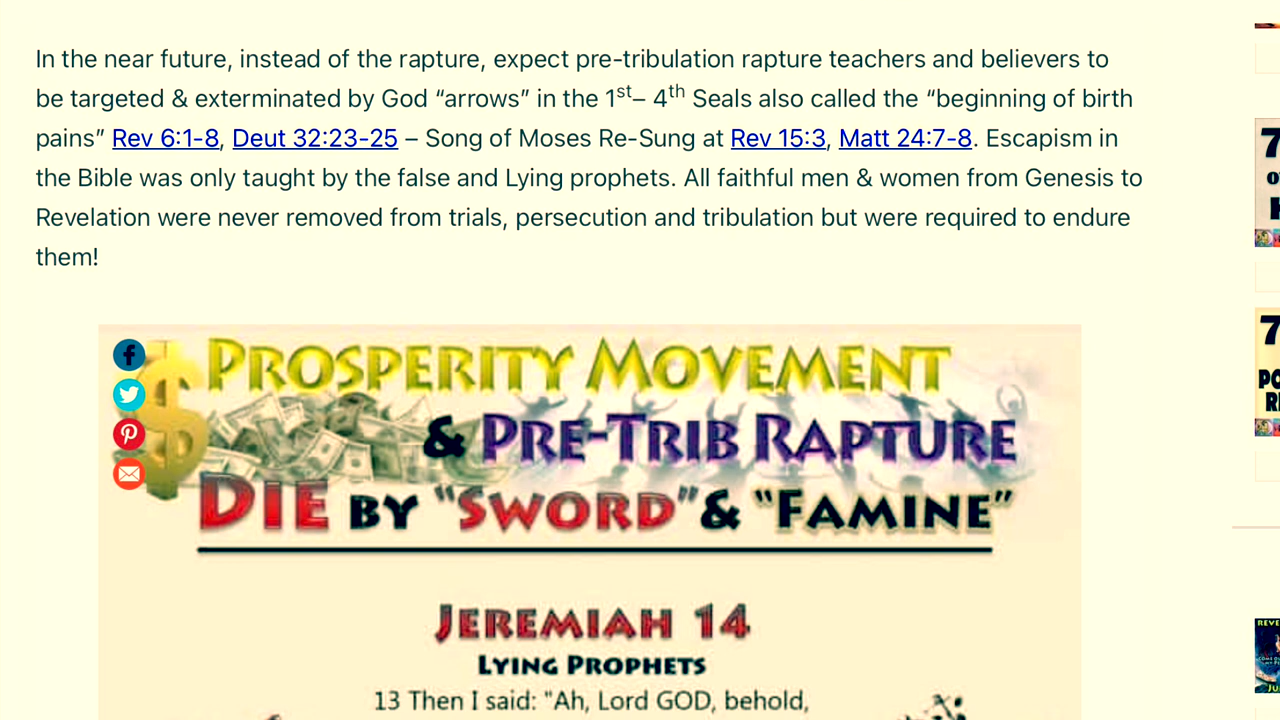 In the near future, instead of the rapture, expect pre-tribulation rapture teachers and believers to
be targeted & exterminated by God “arrows” in the 1st– 4th Seals also called the “beginning of birth
pains” Rev 6:1-8, Deut 32:23-25 – Song of Moses Re-Sung at Rev 15:3, Matt 24:7-8. Escapism in
the Bible was only taught by the false and Lying prophets. All faithful men & women from Genesis to
Revelation were never removed from trials, persecution and tribulation but were required to endure
them!
PROSPERITY MOVEMENT
& PRE-TRIB RAPTURE
DIE BY "SWORD" & "FAMINE"
JEREMIAH 14
LYING PROPHETS
13 Then I said: "Ah, Lord GOD, behold,